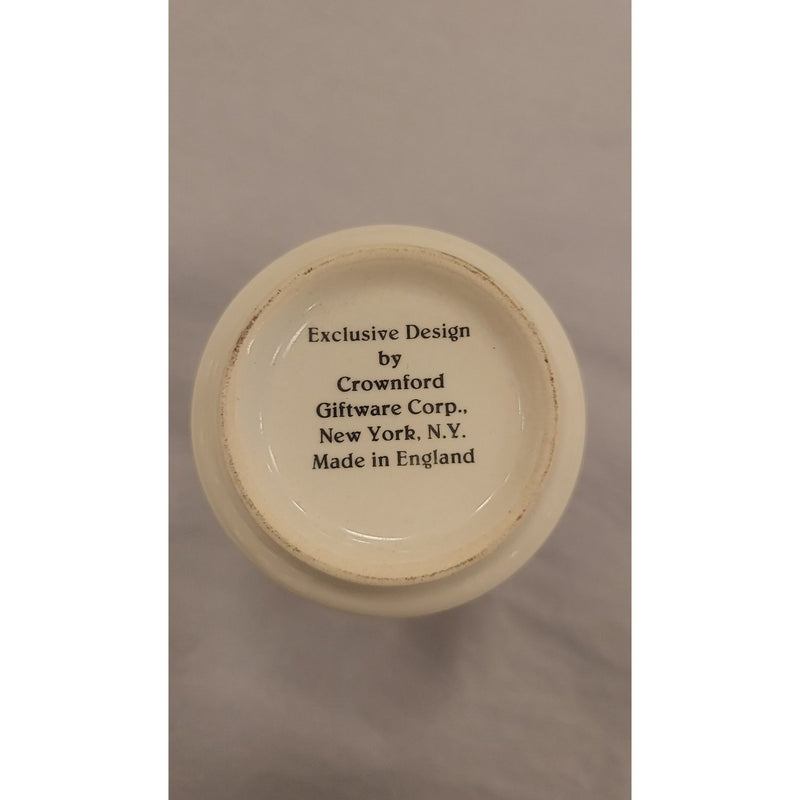 Exclusive Design
by
Crownford
Giftware Corp.,
New York, N.Y.
Made in England